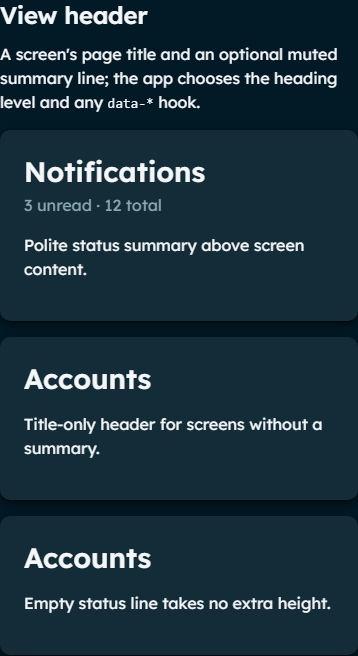 View header
A screen's page title and an optional muted
summary line; the app chooses the heading
level and any data-* hook.
Notifications
3 unread · 12 total
Polite status summary above screen
content.
Accounts
Title-only header for screens without a
summary.
Accounts
Empty status line takes no extra height.